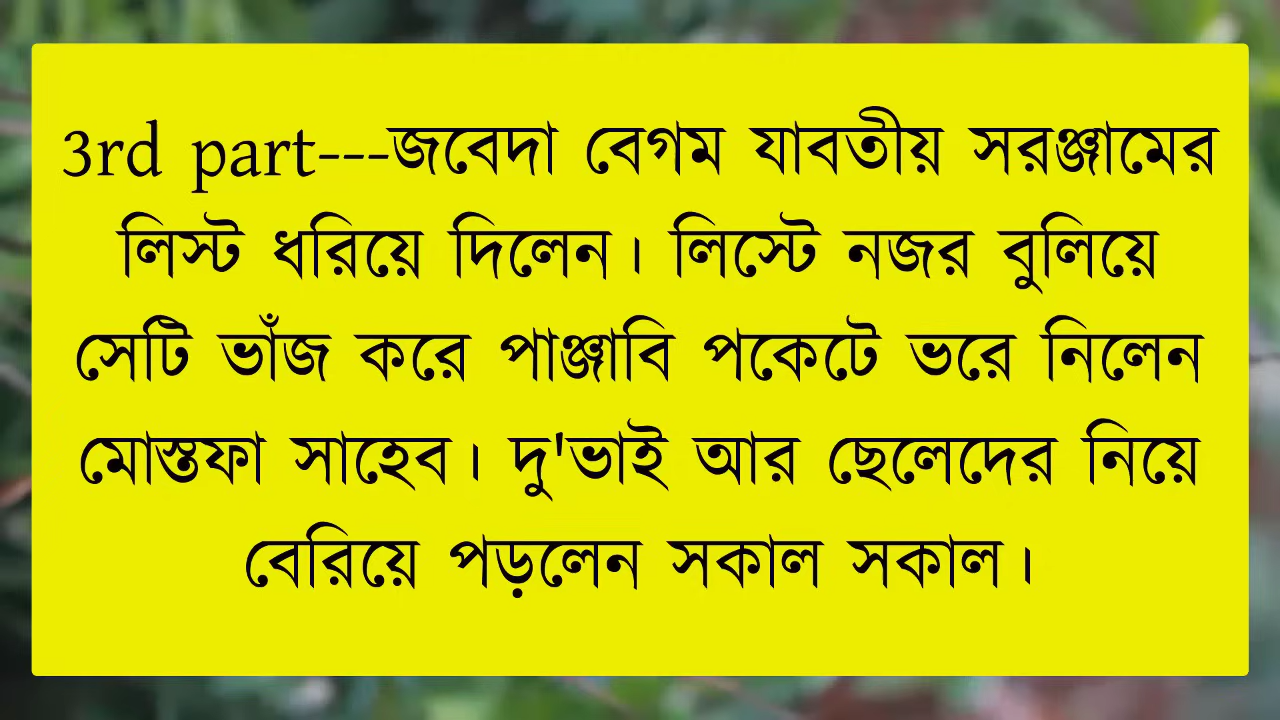 3rd part---জবেদা বেগম যাবতীয় সরঞ্জামের
লিস্ট ধরিয়ে দিলেন। লিস্টে নজর বুলিয়ে
সেটি ভাঁজ করে পাঞ্জাবি পকেটে ভরে নিলেন
মোস্তফা সাহেব। দু'ভাই আর ছেলেদের নিয়ে
বেরিয়ে পড়লেন সকাল সকাল।